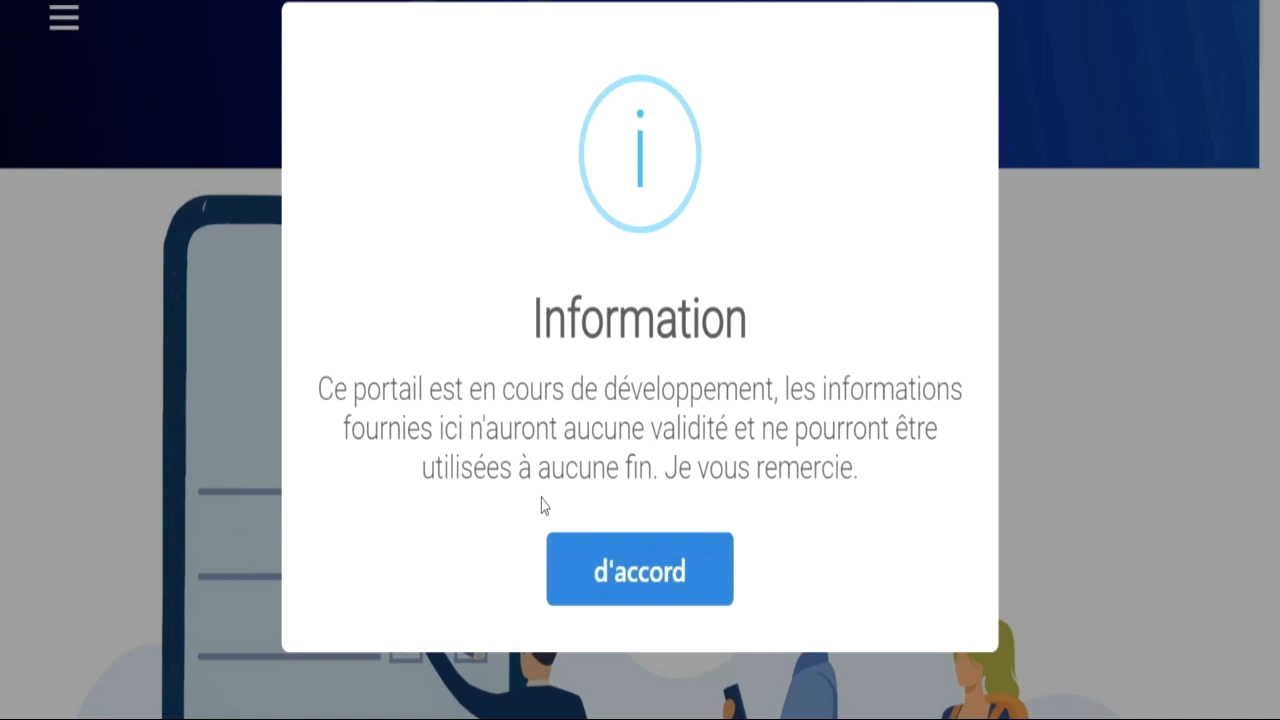 Information
Ce portail est en cours de développement, les informations
fournies ici n'auront aucune validité et ne pourront être
utilisées à aucune fin. Je vous remercie.
d'accord